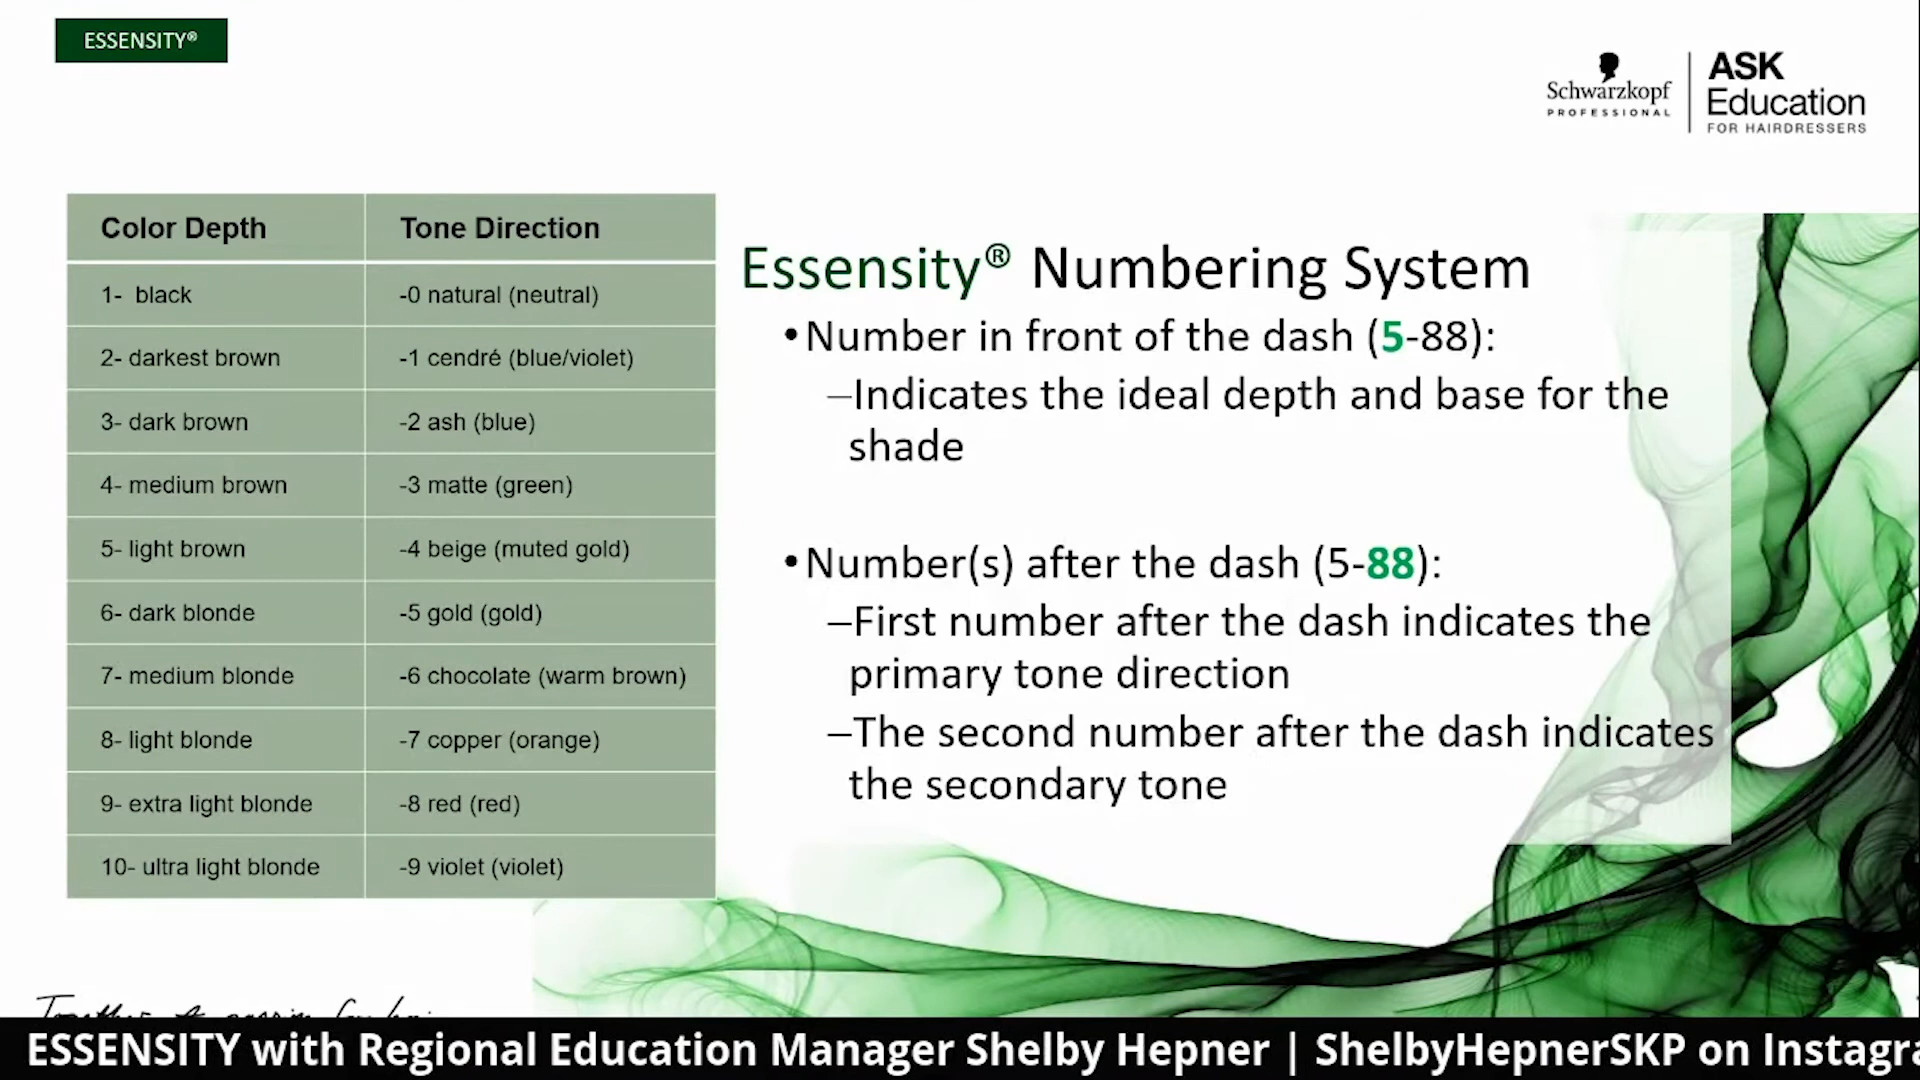 ESSENSITY®
Schwarzkopf
PROFESSIONAL
ASK
Education
FOR HAIRDRESSERS
Color Depth Tone Direction
1- black -0 natural (neutral)
2- darkest brown -1 cendré (blue/violet)
3- dark brown -2 ash (blue)
4- medium brown -3 matte (green)
5- light brown -4 beige (muted gold)
6- dark blonde -5 gold (gold)
7- medium blonde -6 chocolate (warm brown)
8- light blonde -7 copper (orange)
9- extra light blonde -8 red (red)
10- ultra light blonde -9 violet (violet)
Essensity® Numbering System
•Number in front of the dash (5-88):
–Indicates the ideal depth and base for the
shade
•Number(s) after the dash (5-88):
–First number after the dash indicates the
primary tone direction
–The second number after the dash indicates
the secondary tone
ESSENSITY with Regional Education Manager Shelby Hepner | ShelbyHepnerSKP on Instagra